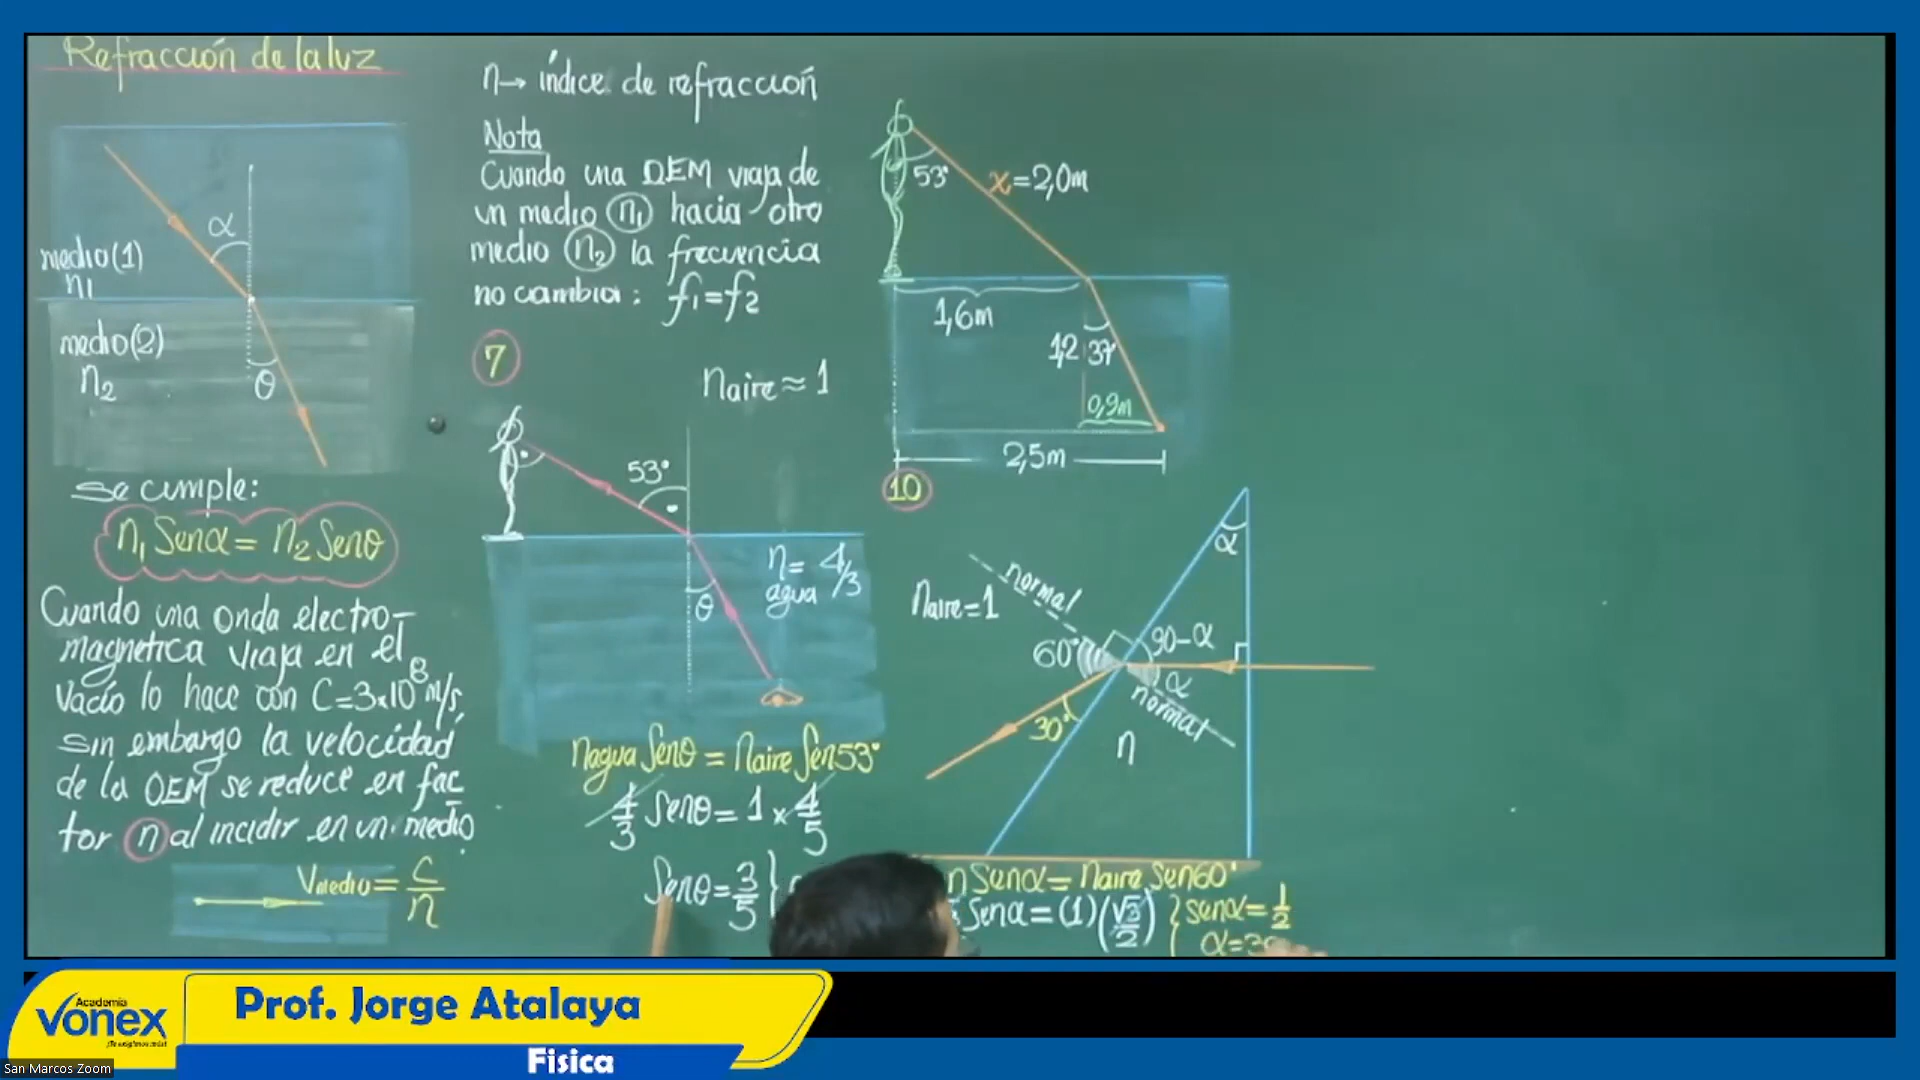 Refracción de la luz
α
medio(1)
n1
medio(2)
n2
θ
se cumple:
n1 Senα = n2 Senθ
Cuando una onda electro-
magnetica viaja en el
vacío lo hace con C=3x10⁸m/s,
sin embargo la velocidad
de la OEM se reduce en fac
tor n al incidir en un medio
Vmedio = C/n
n→ índice de refracción
Nota
Cuando una OEM viaja de
un medio n1 hacia otro
medio n2 la frecuencia
no cambia: f1=f2
7
naire ≈ 1
53°
n agua = 4/3
θ
nagua Senθ = naire Sen53°
4/3 Senθ = 1 x 4/5
Senθ = 3/5
53°
x=2,0m
1,6m
1,2
37
0,9m
2,5m
10
α
naire=1
normal
60°
90-α
α
normal
30°
n
n Senα = naire Sen60°
Senα = (1)(√3/2)
senα = 1/2
Academia
Vonex
Prof. Jorge Atalaya
Fisica
San Marcos Zoom